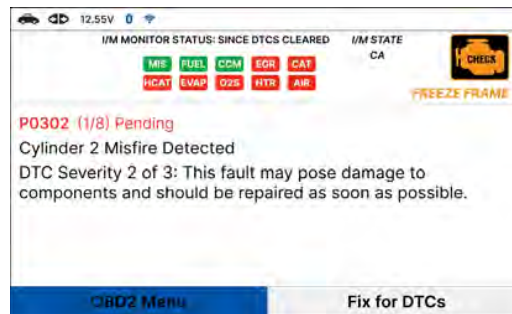 12.55V
I/M MONITOR STATUS: SINCE DTCS CLEARED
I/M STATE
CA
MIS FUEL CCM EGR CAT
HCAT EVAP O2S HTR AIR
CHECK
FREEZE FRAME
P0302 (1/8) Pending
Cylinder 2 Misfire Detected
DTC Severity 2 of 3: This fault may pose damage to
components and should be repaired as soon as possible.
OBD2 Menu
Fix for DTCs